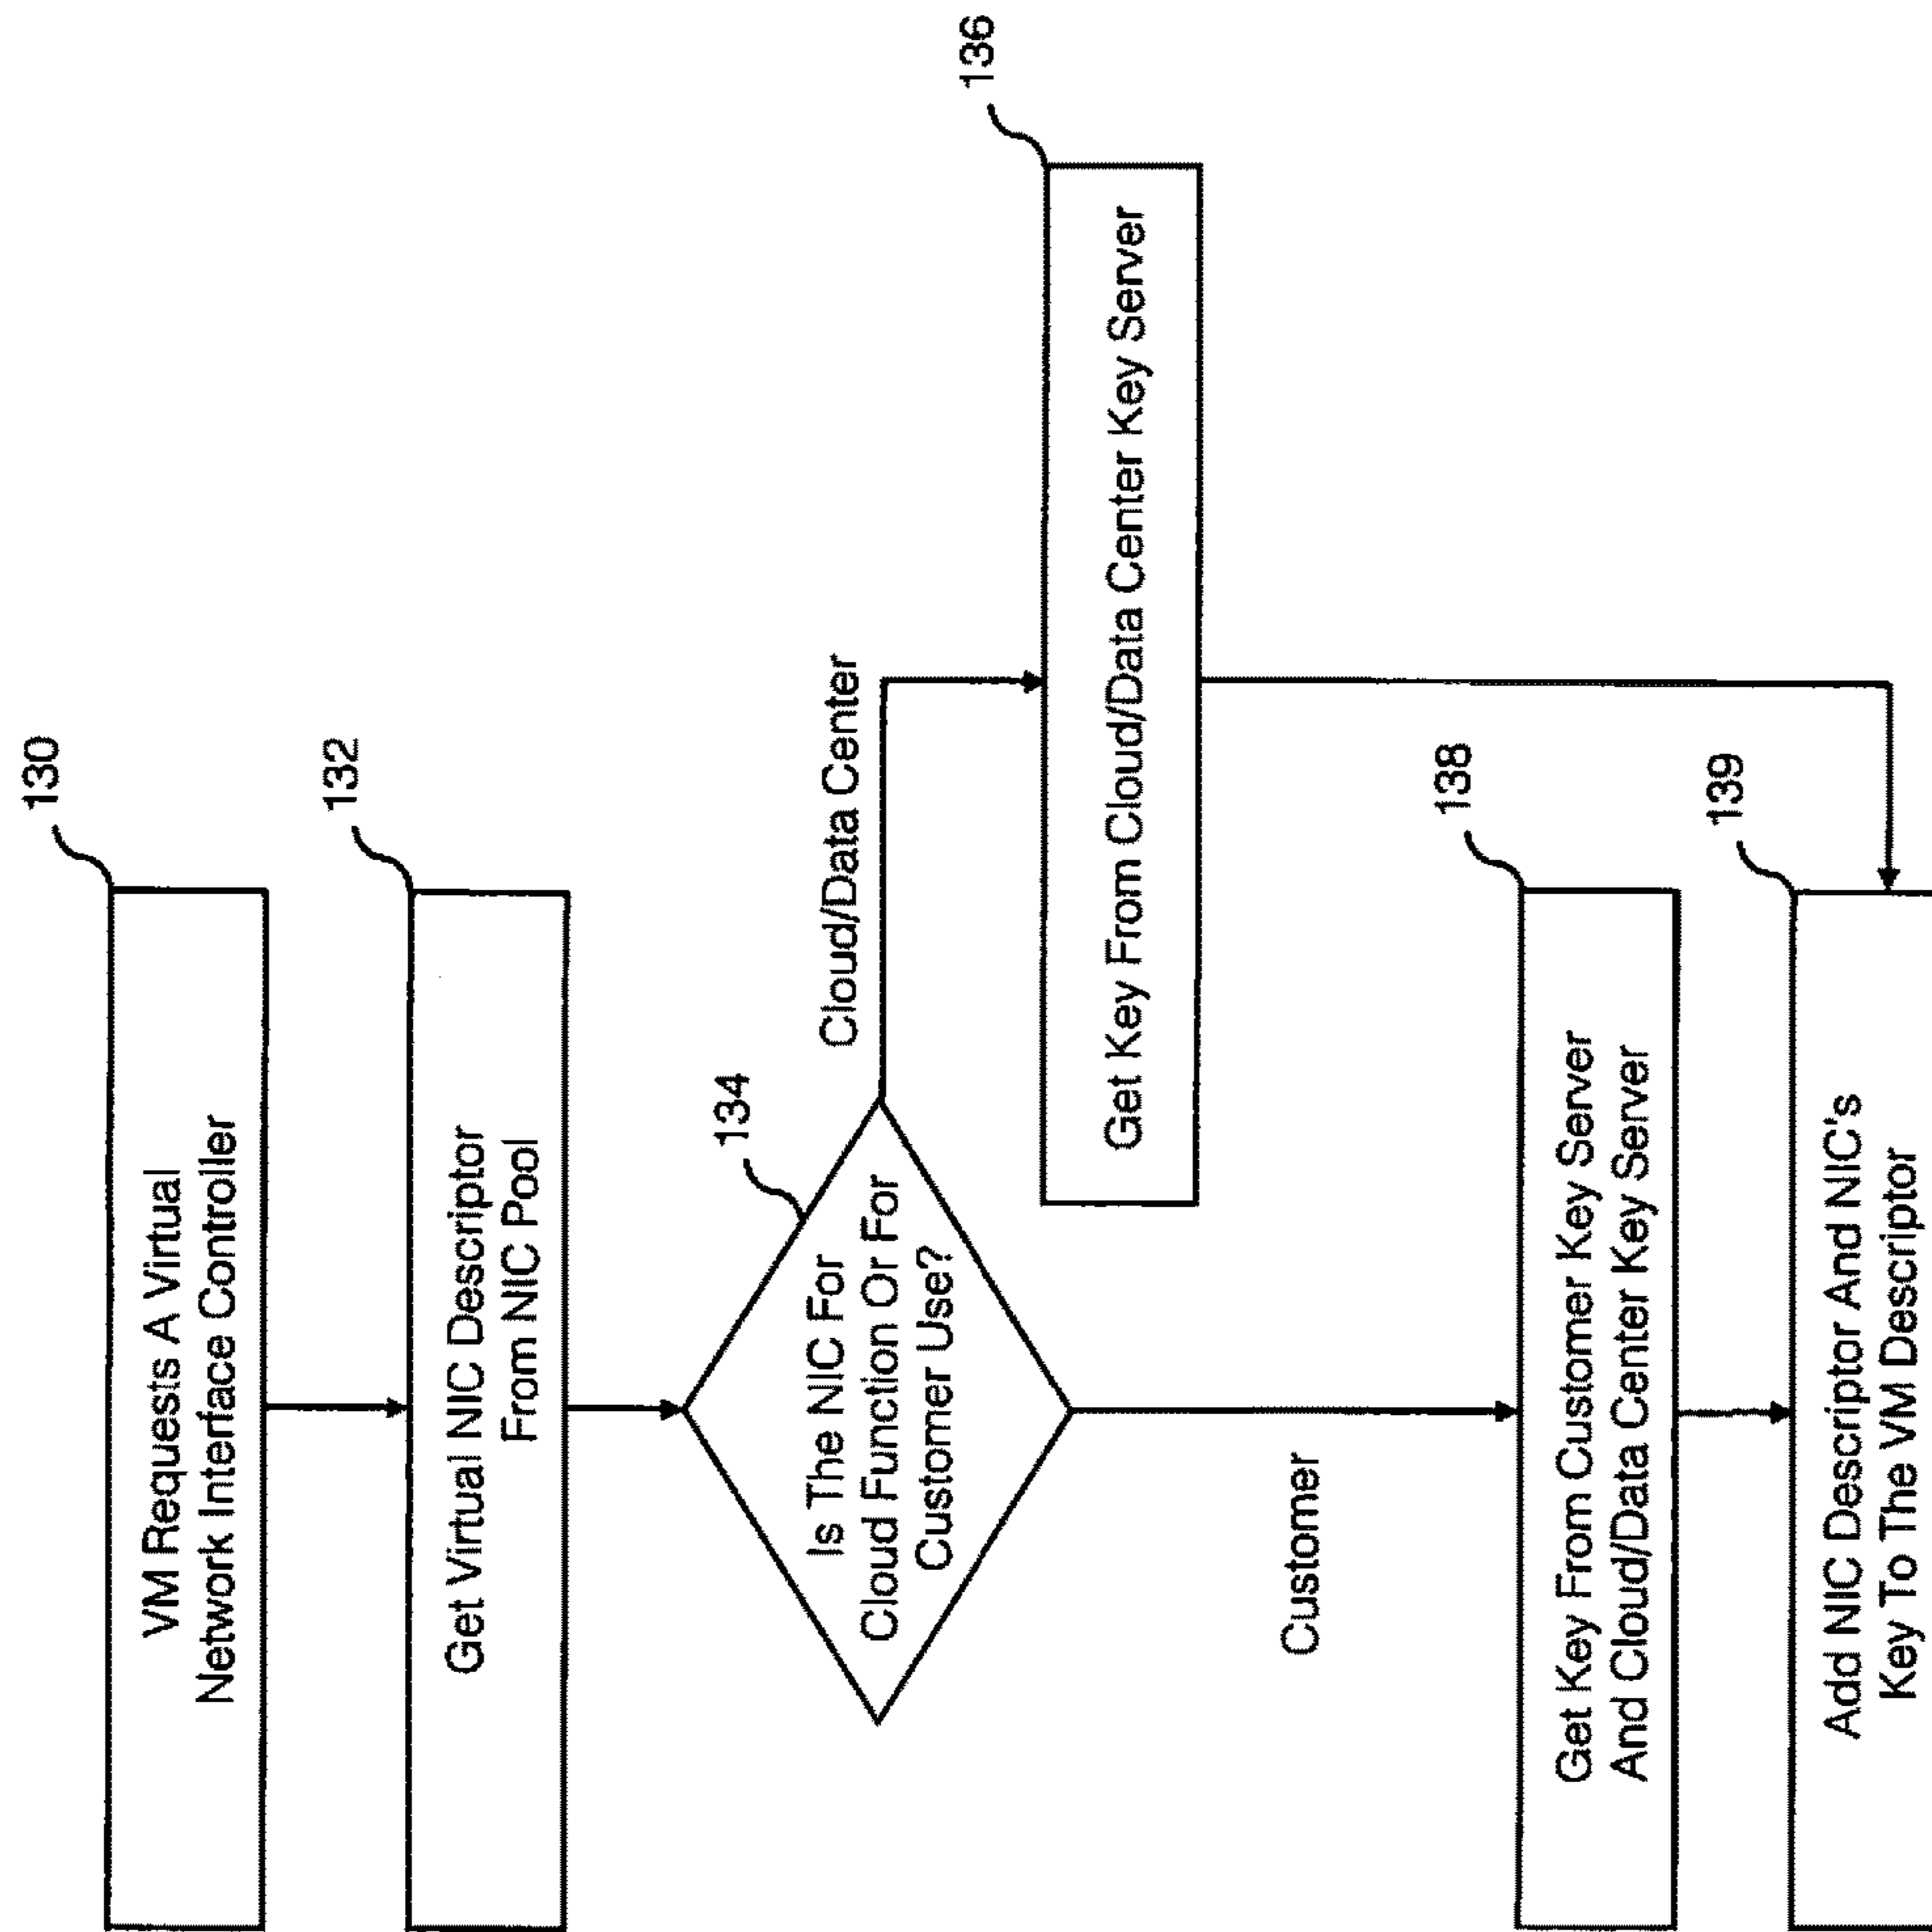 130
VM Requests A Virtual
Network Interface Controller
132
Get Virtual NIC Descriptor
From NIC Pool
134
Is The NIC For
Cloud Function Or For
Customer Use?
Cloud/Data Center
136
Get Key From Cloud/Data Center Key Server
Customer
138
Get Key From Customer Key Server
And Cloud/Data Center Key Server
139
Add NIC Descriptor And NIC's
Key To The VM Descriptor